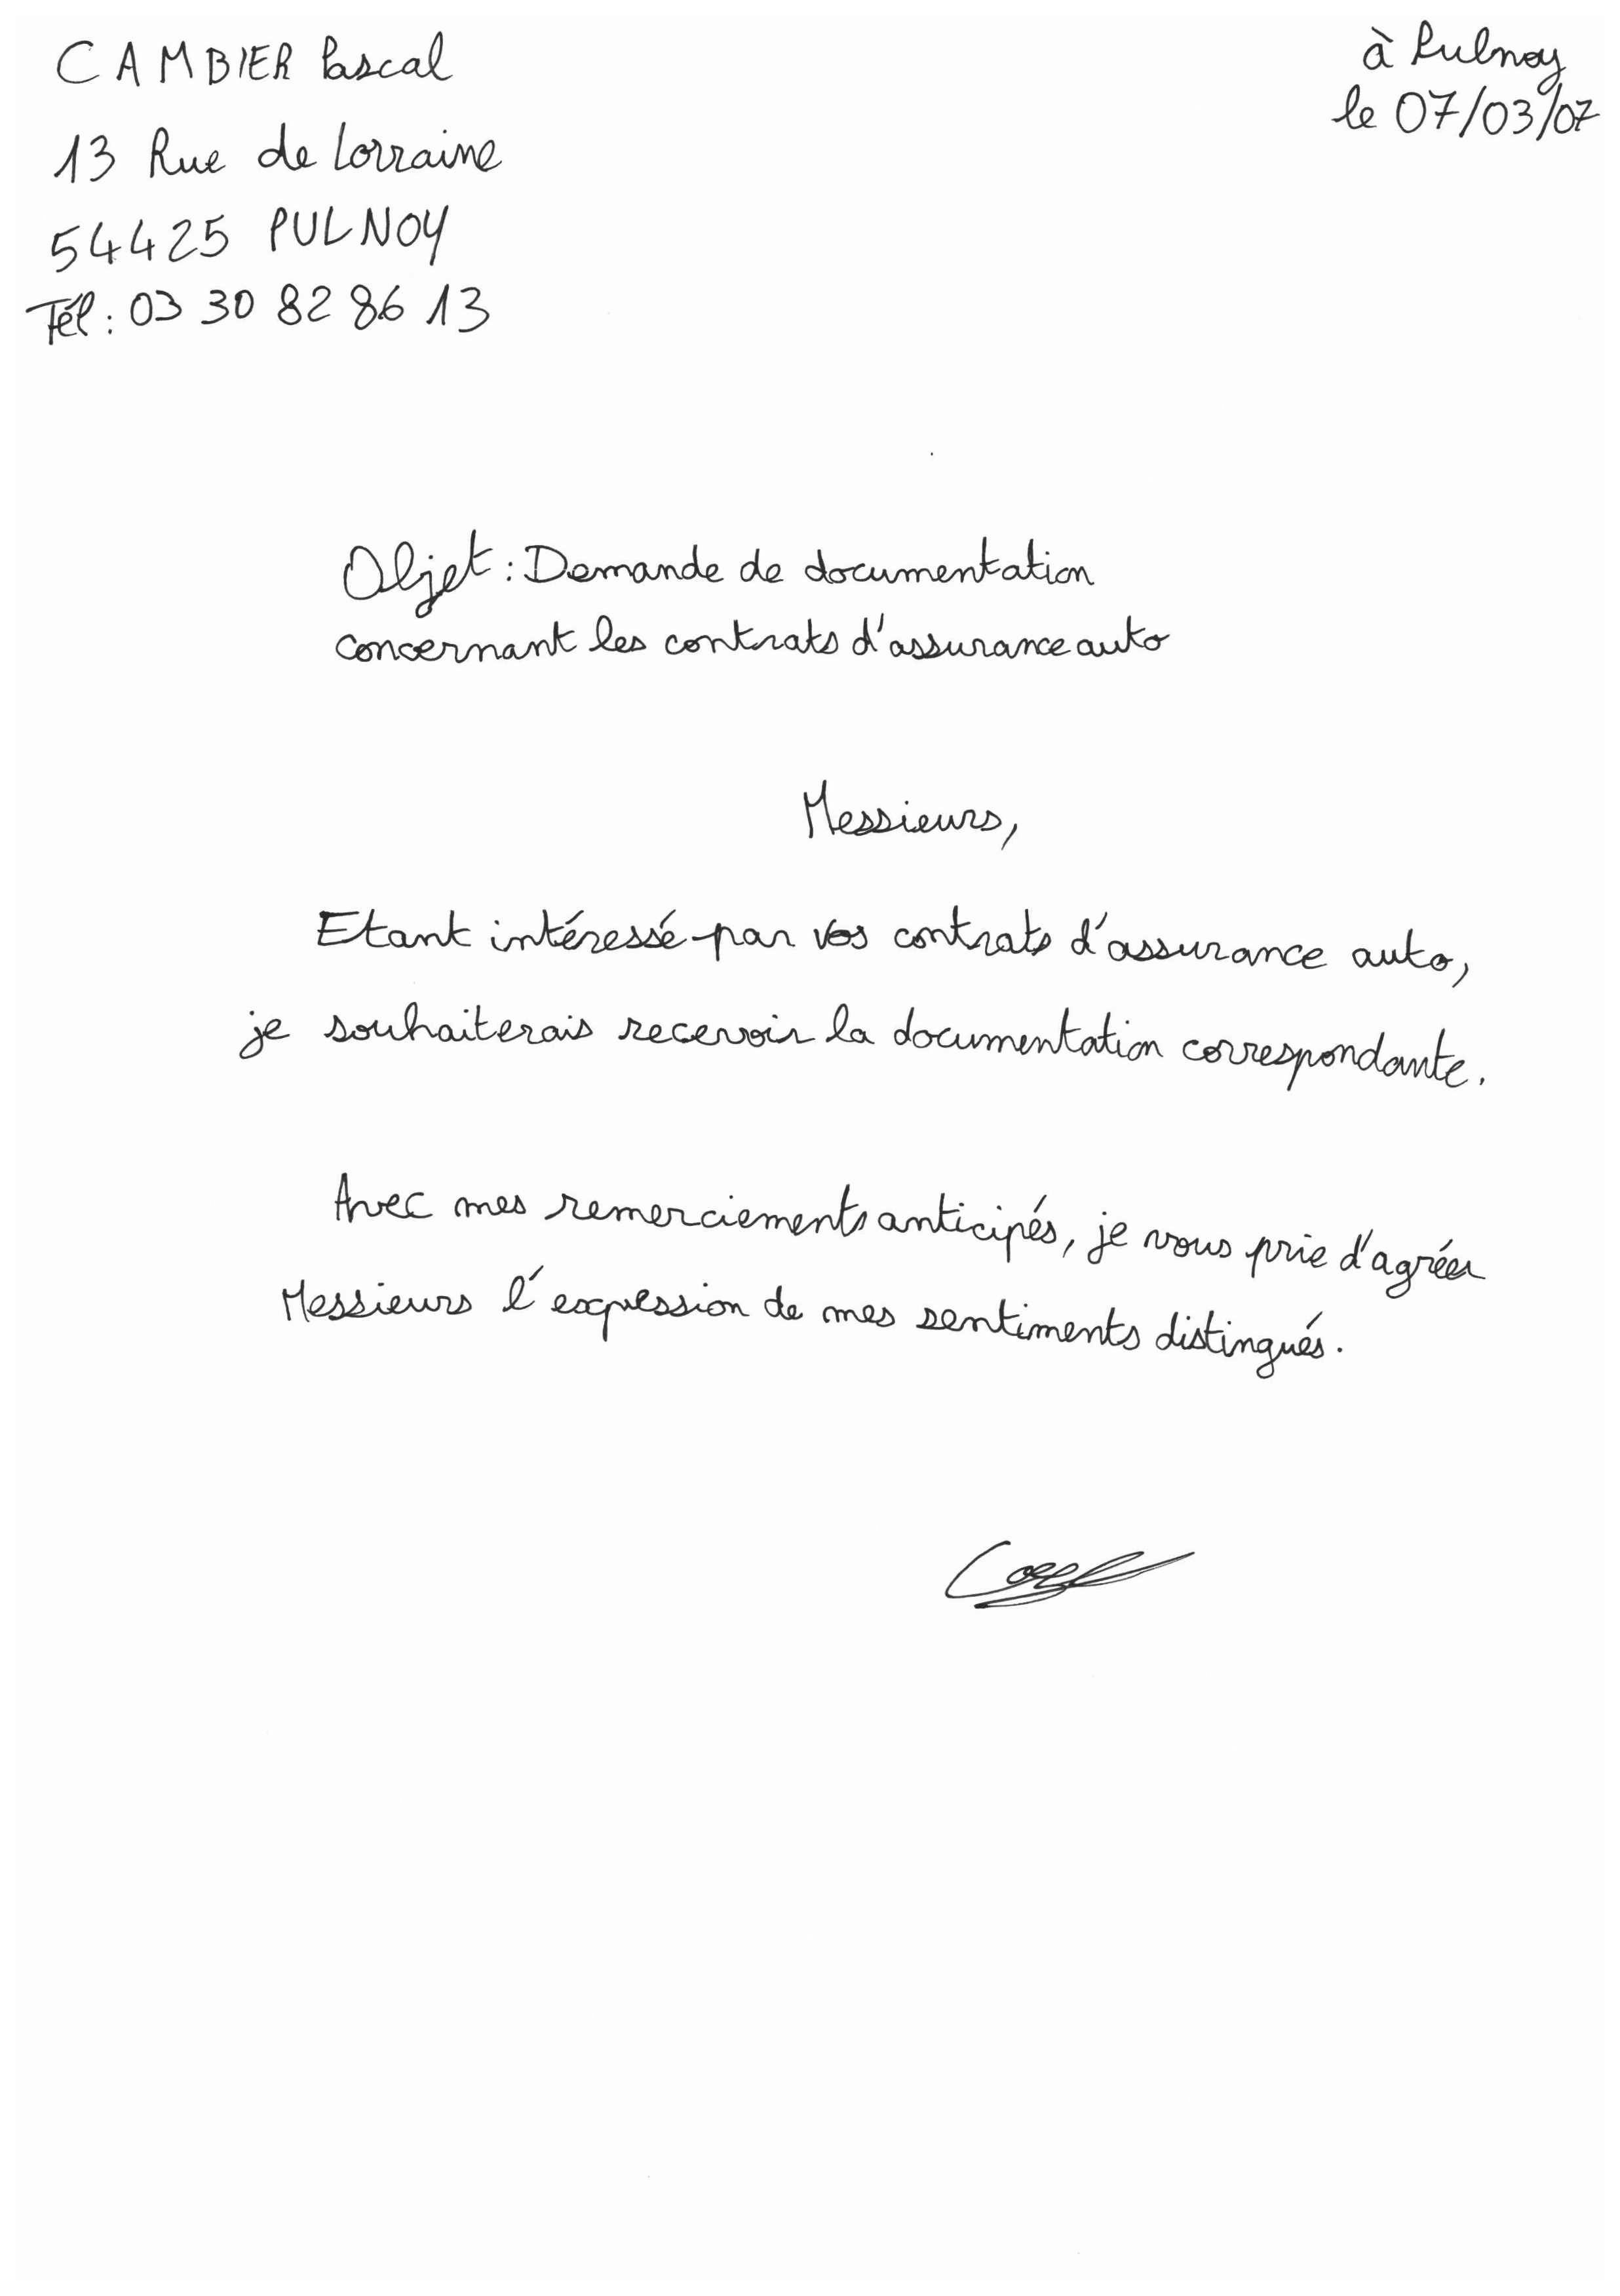 CAMBIER Pascal
13 Rue de Lorraine
54425 PULNOY
Tél : 03 30 82 86 13
à Pulnoy
le 07/03/07
Objet : Demande de documentation
concernant les contrats d'assurance auto
Messieurs,
Etant intéressé par vos contrats d'assurance auto,
je souhaiterais recevoir la documentation correspondante.
Avec mes remerciements anticipés, je vous prie d'agréer
Messieurs l'expression de mes sentiments distingués.